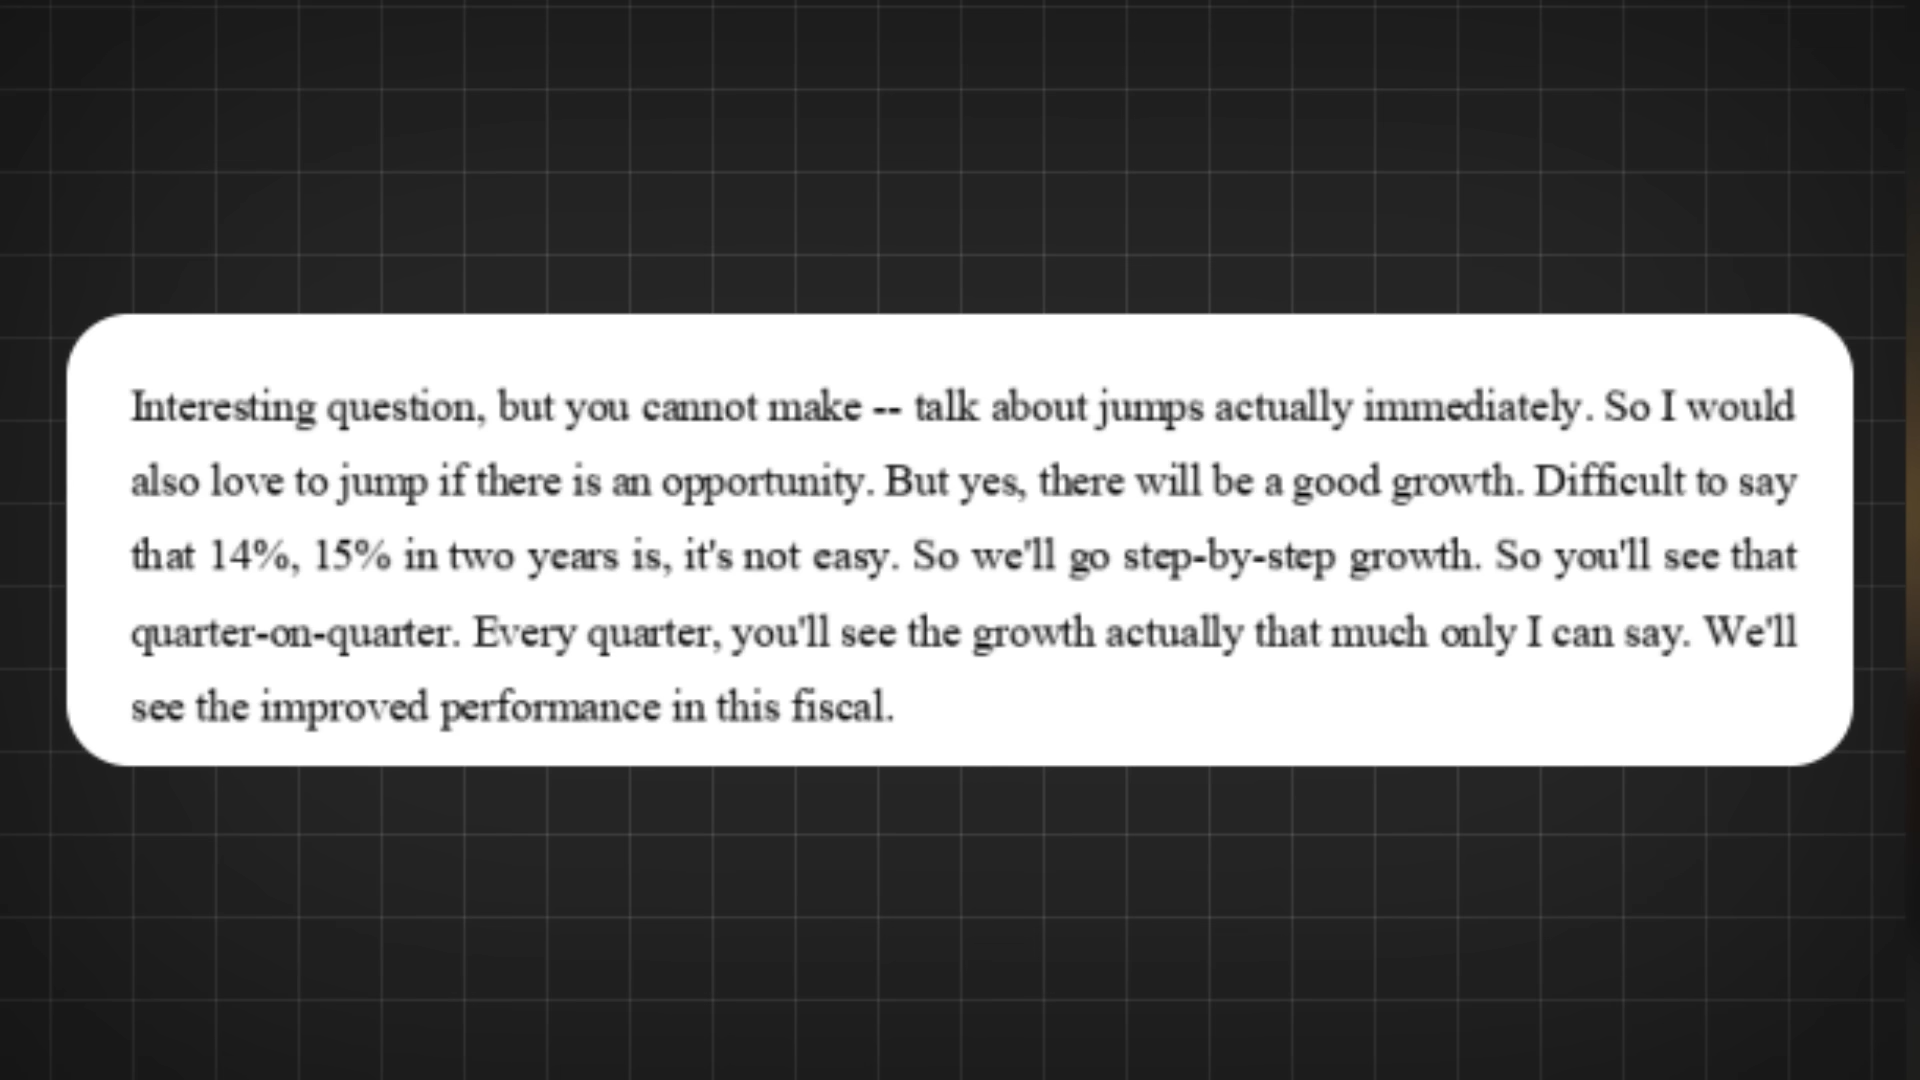 Interesting question, but you cannot make -- talk about jumps actually immediately. So I would
also love to jump if there is an opportunity. But yes, there will be a good growth. Difficult to say
that 14%, 15% in two years is, it's not easy. So we'll go step-by-step growth. So you'll see that
quarter-on-quarter. Every quarter, you'll see the growth actually that much only I can say. We'll
see the improved performance in this fiscal.